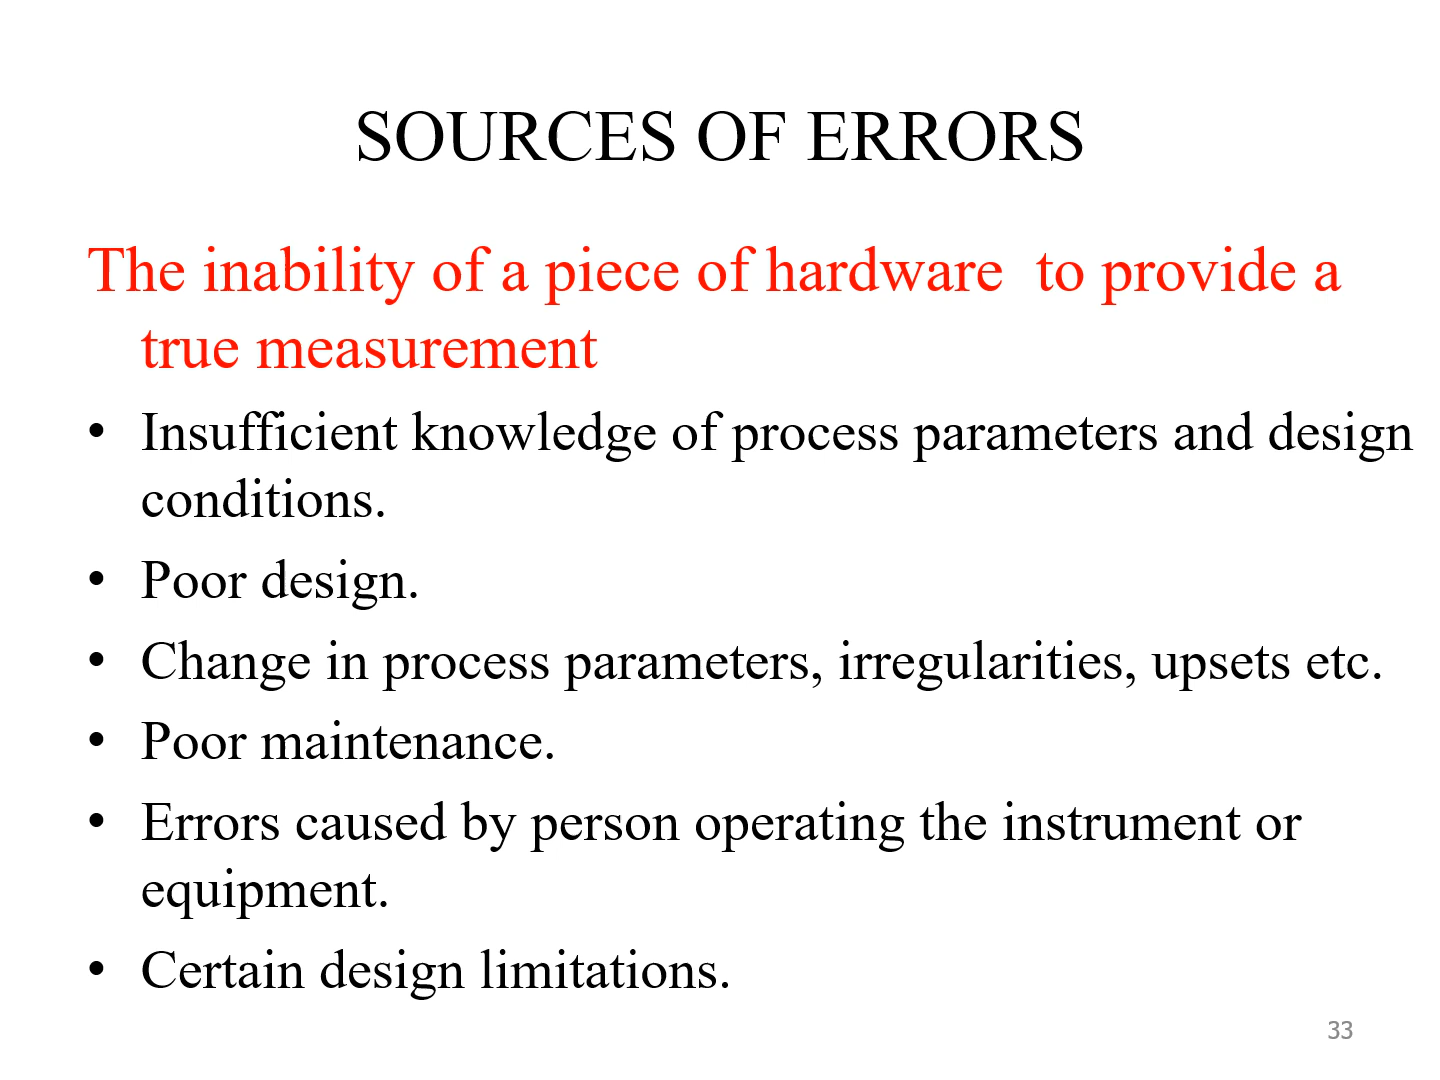 SOURCES OF ERRORS
The inability of a piece of hardware  to provide a
true measurement
• Insufficient knowledge of process parameters and design
conditions.
• Poor design.
• Change in process parameters, irregularities, upsets etc.
• Poor maintenance.
• Errors caused by person operating the instrument or
equipment.
• Certain design limitations.
33